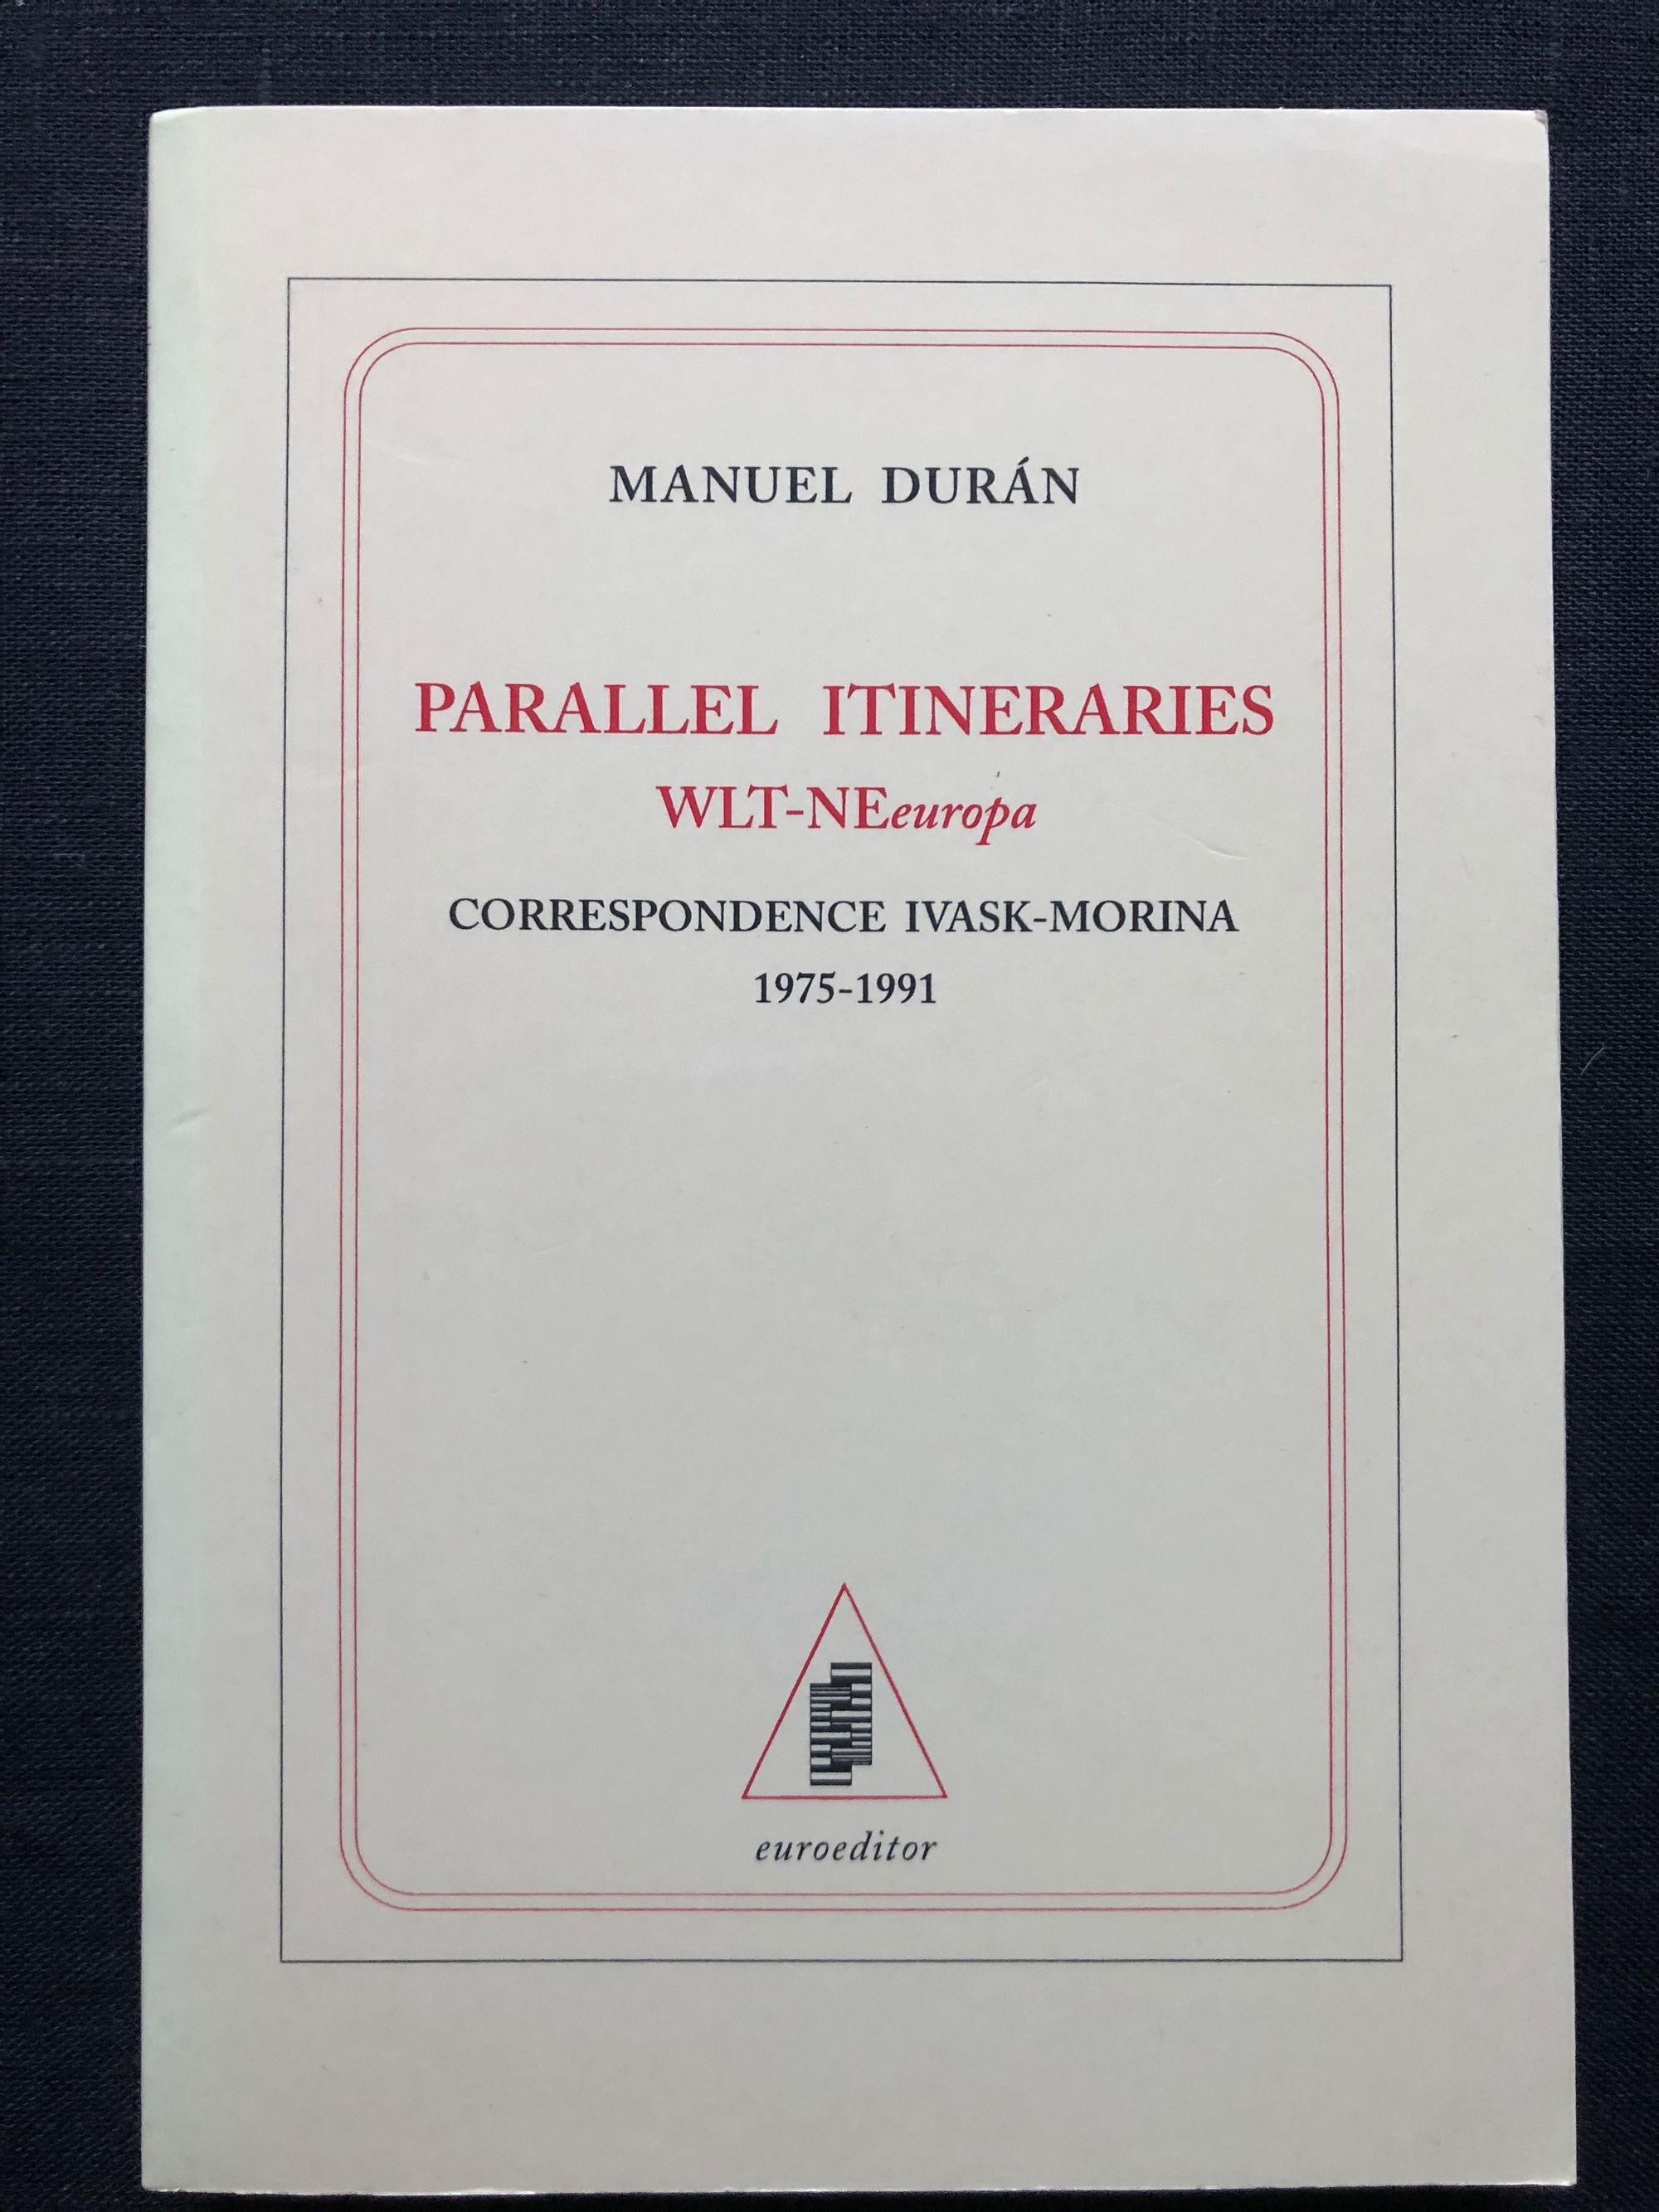 MANUEL DURÁN
PARALLEL ITINERARIES
WLT-NEeuropa
CORRESPONDENCE IVASK-MORINA
1975-1991
euroeditor